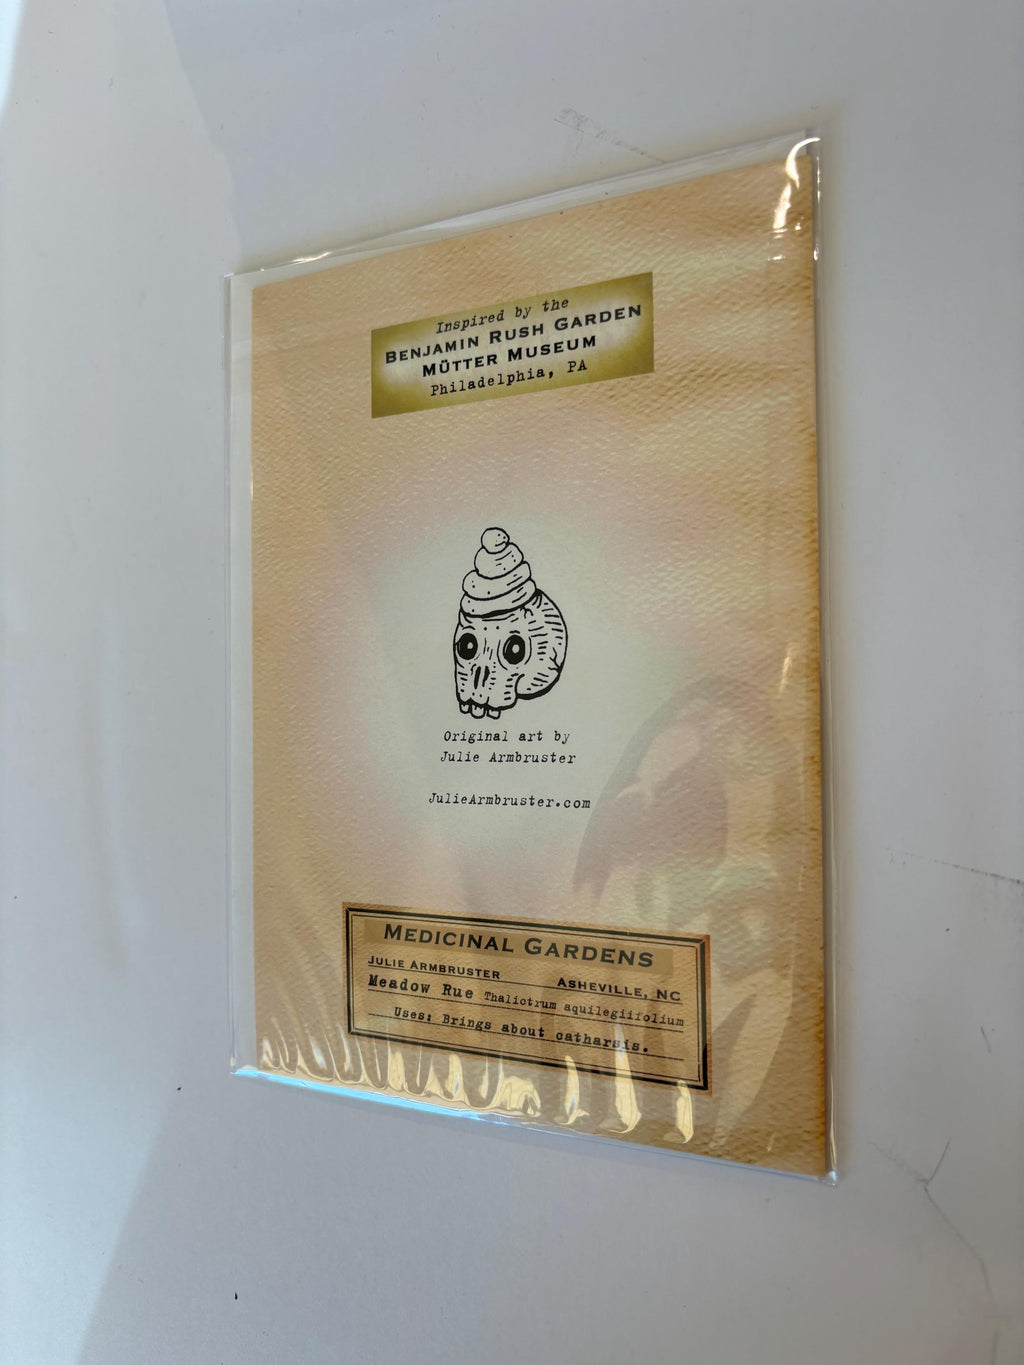 Inspired by the
BENJAMIN RUSH GARDEN
MÜTTER MUSEUM
Philadelphia, PA
Original art by
Julie Armbruster
JulieArmbruster.com
MEDICINAL GARDENS
JULIE ARMBRUSTER ASHEVILLE, NC
Meadow Rue Thalictrum aquilegiifolium
Uses: Brings about catharsis.